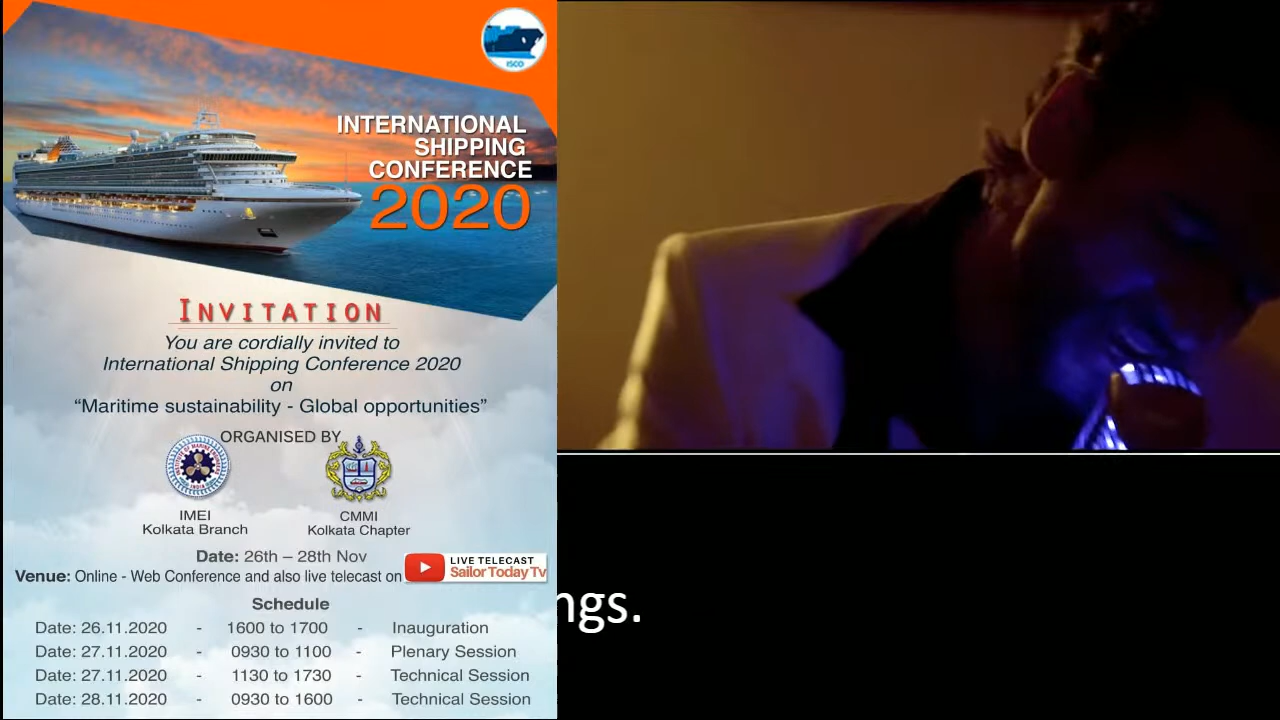 ISCO
INTERNATIONAL
SHIPPING
CONFERENCE
2020
INVITATION
You are cordially invited to
International Shipping Conference 2020
on
“Maritime sustainability - Global opportunities”
ORGANISED BY
IMEI
Kolkata Branch
CMMI
Kolkata Chapter
Date: 26th – 28th Nov
Venue: Online - Web Conference and also live telecast on
LIVE TELECAST
Sailor Today Tv
Schedule
Date: 26.11.2020 - 1600 to 1700 - Inauguration
Date: 27.11.2020 - 0930 to 1100 - Plenary Session
Date: 27.11.2020 - 1130 to 1730 - Technical Session
Date: 28.11.2020 - 0930 to 1600 - Technical Session
ngs.